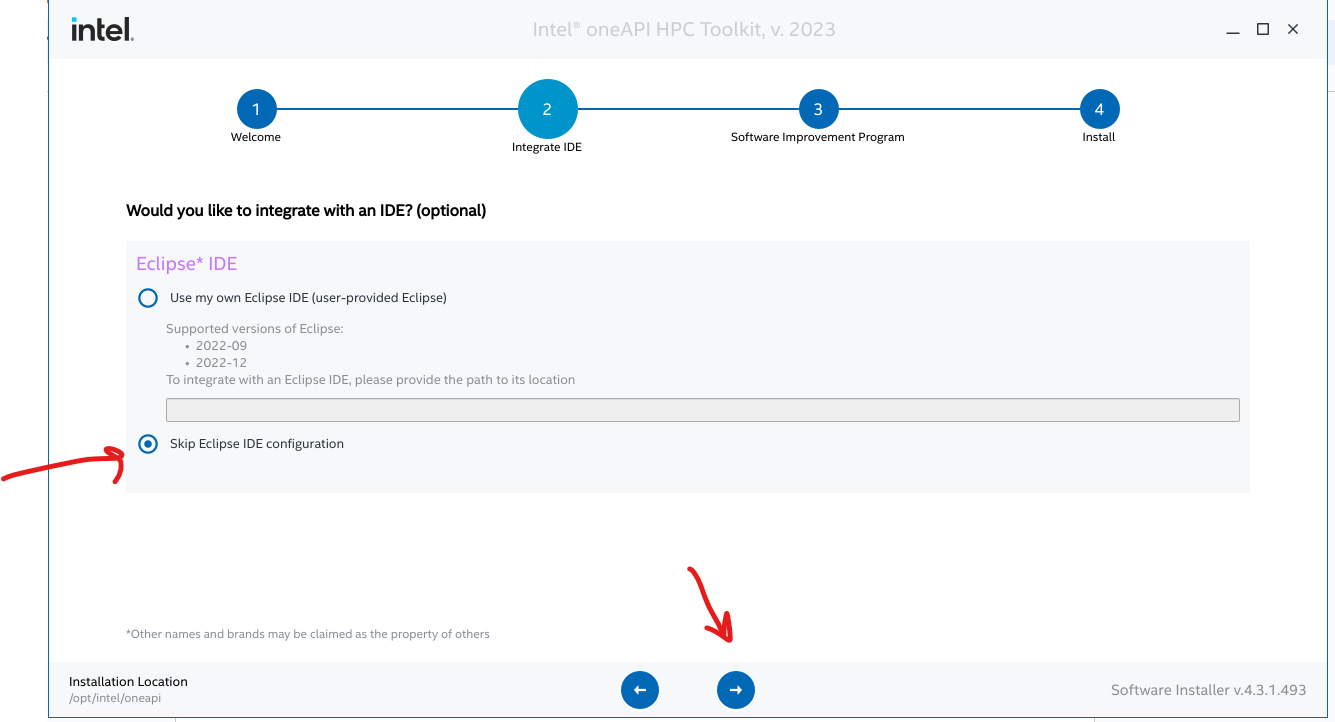 intel.
Intel® oneAPI HPC Toolkit, v. 2023
1
2
3
4
Welcome
Integrate IDE
Software Improvement Program
Install
Would you like to integrate with an IDE? (optional)
Eclipse* IDE
Use my own Eclipse IDE (user-provided Eclipse)
Supported versions of Eclipse:
• 2022-09
• 2022-12
To integrate with an Eclipse IDE, please provide the path to its location
Skip Eclipse IDE configuration
*Other names and brands may be claimed as the property of others
Installation Location
/opt/intel/oneapi
Software Installer v.4.3.1.493